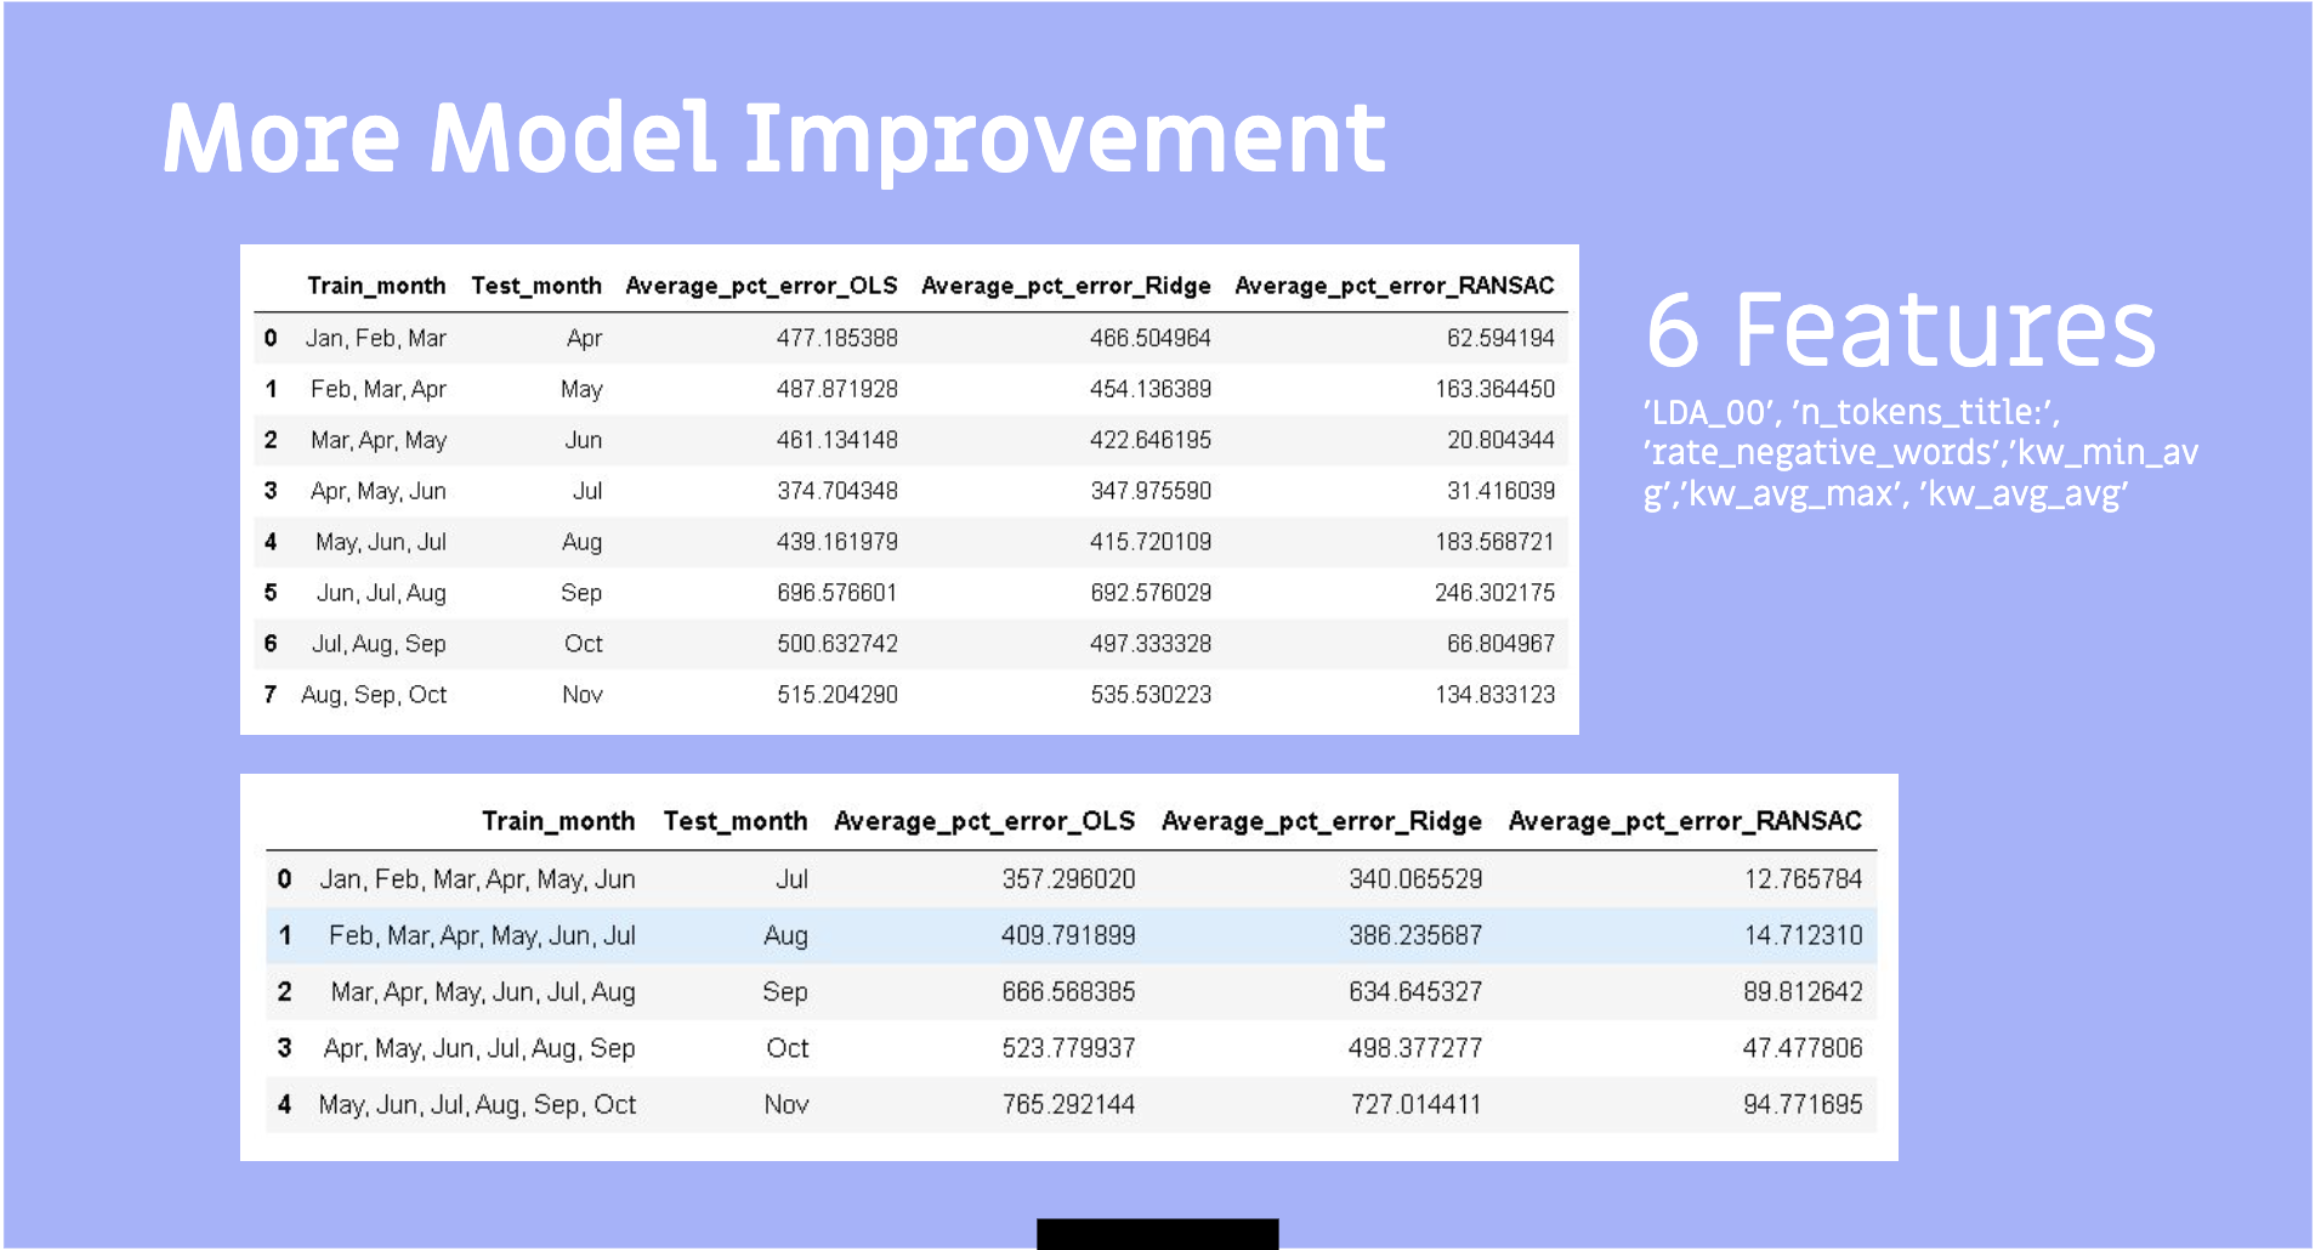 More Model Improvement
Train_month Test_month Average_pct_error_OLS Average_pct_error_Ridge Average_pct_error_RANSAC
0 Jan, Feb, Mar Apr 477.185388 466.504964 62.594194
1 Feb, Mar, Apr May 487.871928 454.136389 163.364450
2 Mar, Apr, May Jun 461.134148 422.646195 20.804344
3 Apr, May, Jun Jul 374.704348 347.975590 31.416039
4 May, Jun, Jul Aug 439.161979 415.720109 183.568721
5 Jun, Jul, Aug Sep 696.576601 692.576029 246.302175
6 Jul, Aug, Sep Oct 500.632742 497.333328 66.804967
7 Aug, Sep, Oct Nov 515.204290 535.530223 134.833123
6 Features
'LDA_00', 'n_tokens_title:',
'rate_negative_words','kw_min_av
g','kw_avg_max', 'kw_avg_avg'
Train_month Test_month Average_pct_error_OLS Average_pct_error_Ridge Average_pct_error_RANSAC
0 Jan, Feb, Mar, Apr, May, Jun Jul 357.296020 340.065529 12.765784
1 Feb, Mar, Apr, May, Jun, Jul Aug 409.791899 386.235687 14.712310
2 Mar, Apr, May, Jun, Jul, Aug Sep 666.568385 634.645327 89.812642
3 Apr, May, Jun, Jul, Aug, Sep Oct 523.779937 498.377277 47.477806
4 May, Jun, Jul, Aug, Sep, Oct Nov 765.292144 727.014411 94.771695